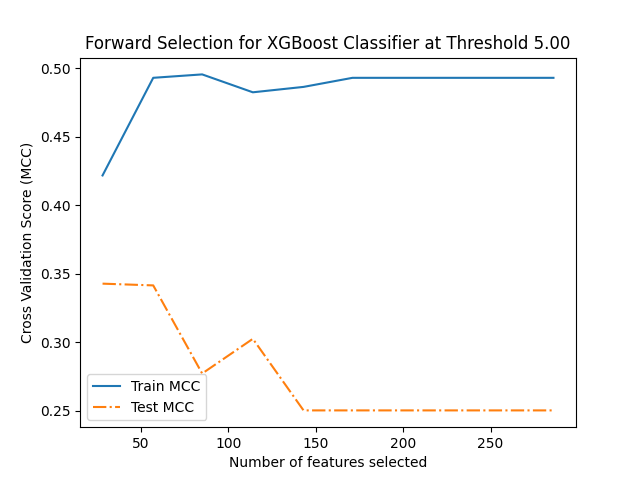 Forward Selection for XGBoost Classifier at Threshold 5.00
Cross Validation Score (MCC)
0.50
0.45
0.40
0.35
0.30
0.25
Train MCC
Test MCC
50
100
150
200
250
Number of features selected